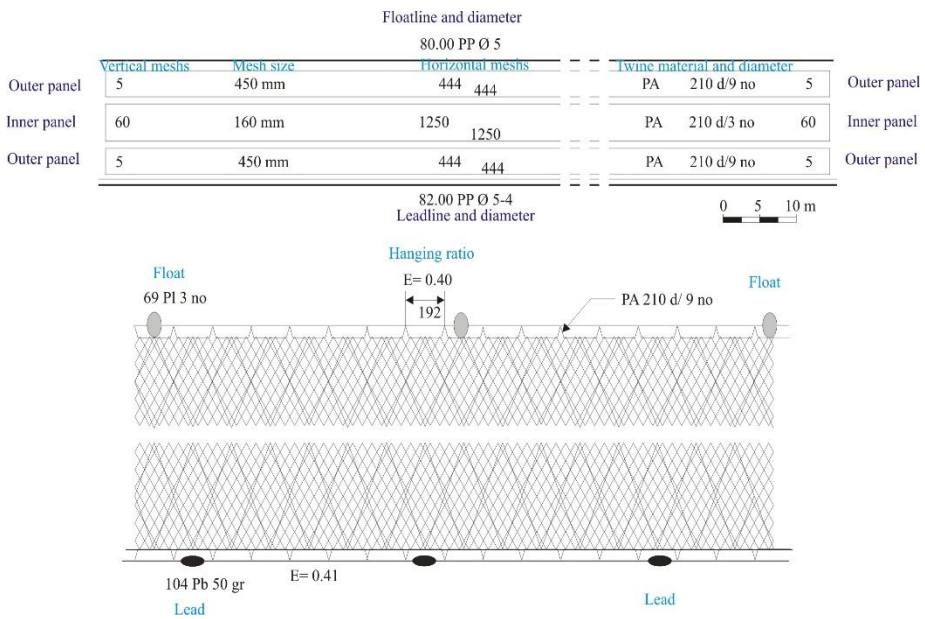 Floatline and diameter
80.00 PP Ø 5
Vertical meshs Mesh size Horizontal meshs Twine material and diameter
Outer panel 5 450 mm 444 444 PA 210 d/9 no 5 Outer panel
Inner panel 60 160 mm 1250 1250 PA 210 d/3 no 60 Inner panel
Outer panel 5 450 mm 444 444 PA 210 d/9 no 5 Outer panel
82.00 PP Ø 5-4
Leadline and diameter
0 5 10 m
Hanging ratio
Float
E= 0.40
Float
69 Pl 3 no
192
PA 210 d/ 9 no
104 Pb 50 gr
E= 0.41
Lead
Lead